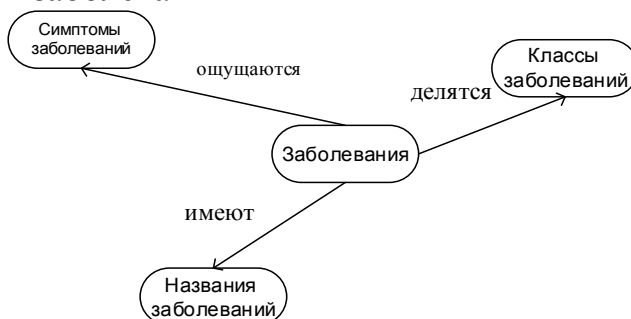 Симптомы
заболеваний
ощущаются
Классы
заболеваний
делятся
Заболевания
имеют
Названия
заболеваний